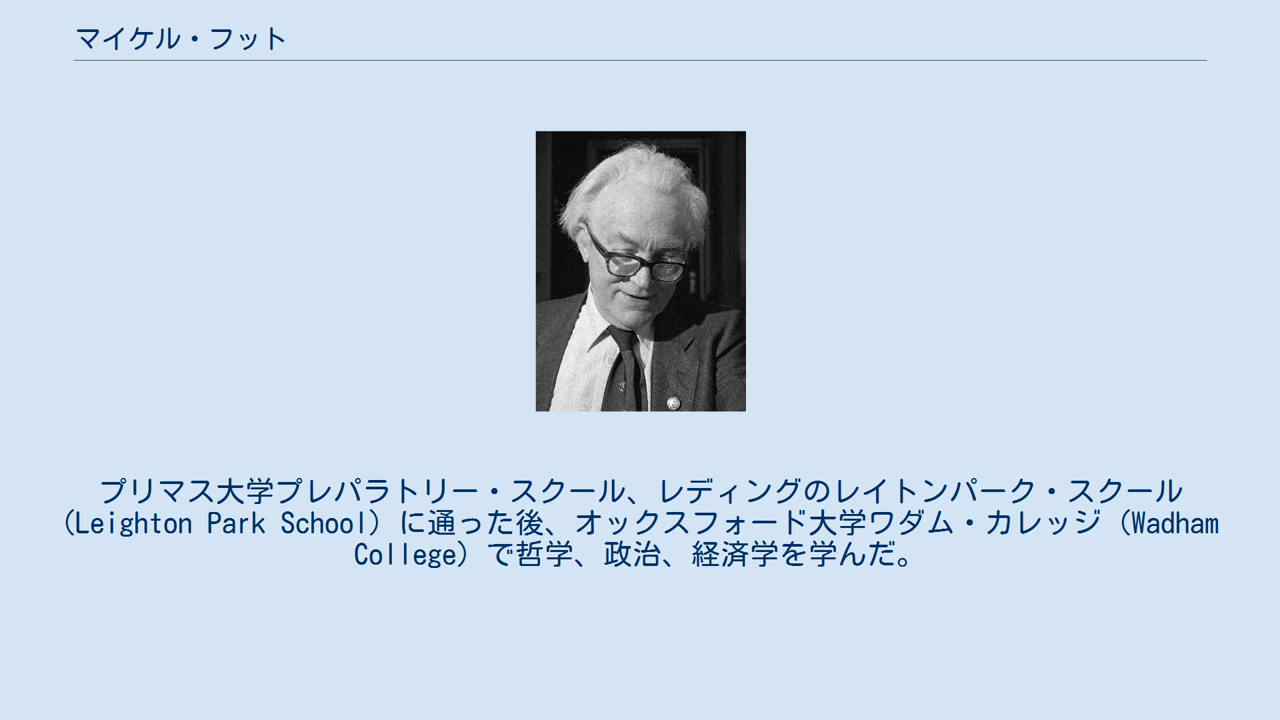 マイケル・フット
プリマス大学プレパラトリー・スクール、レディングのレイトンパーク・スクール
（Leighton Park School）に通った後、オックスフォード大学ワダム・カレッジ（Wadham
College）で哲学、政治、経済学を学んだ。